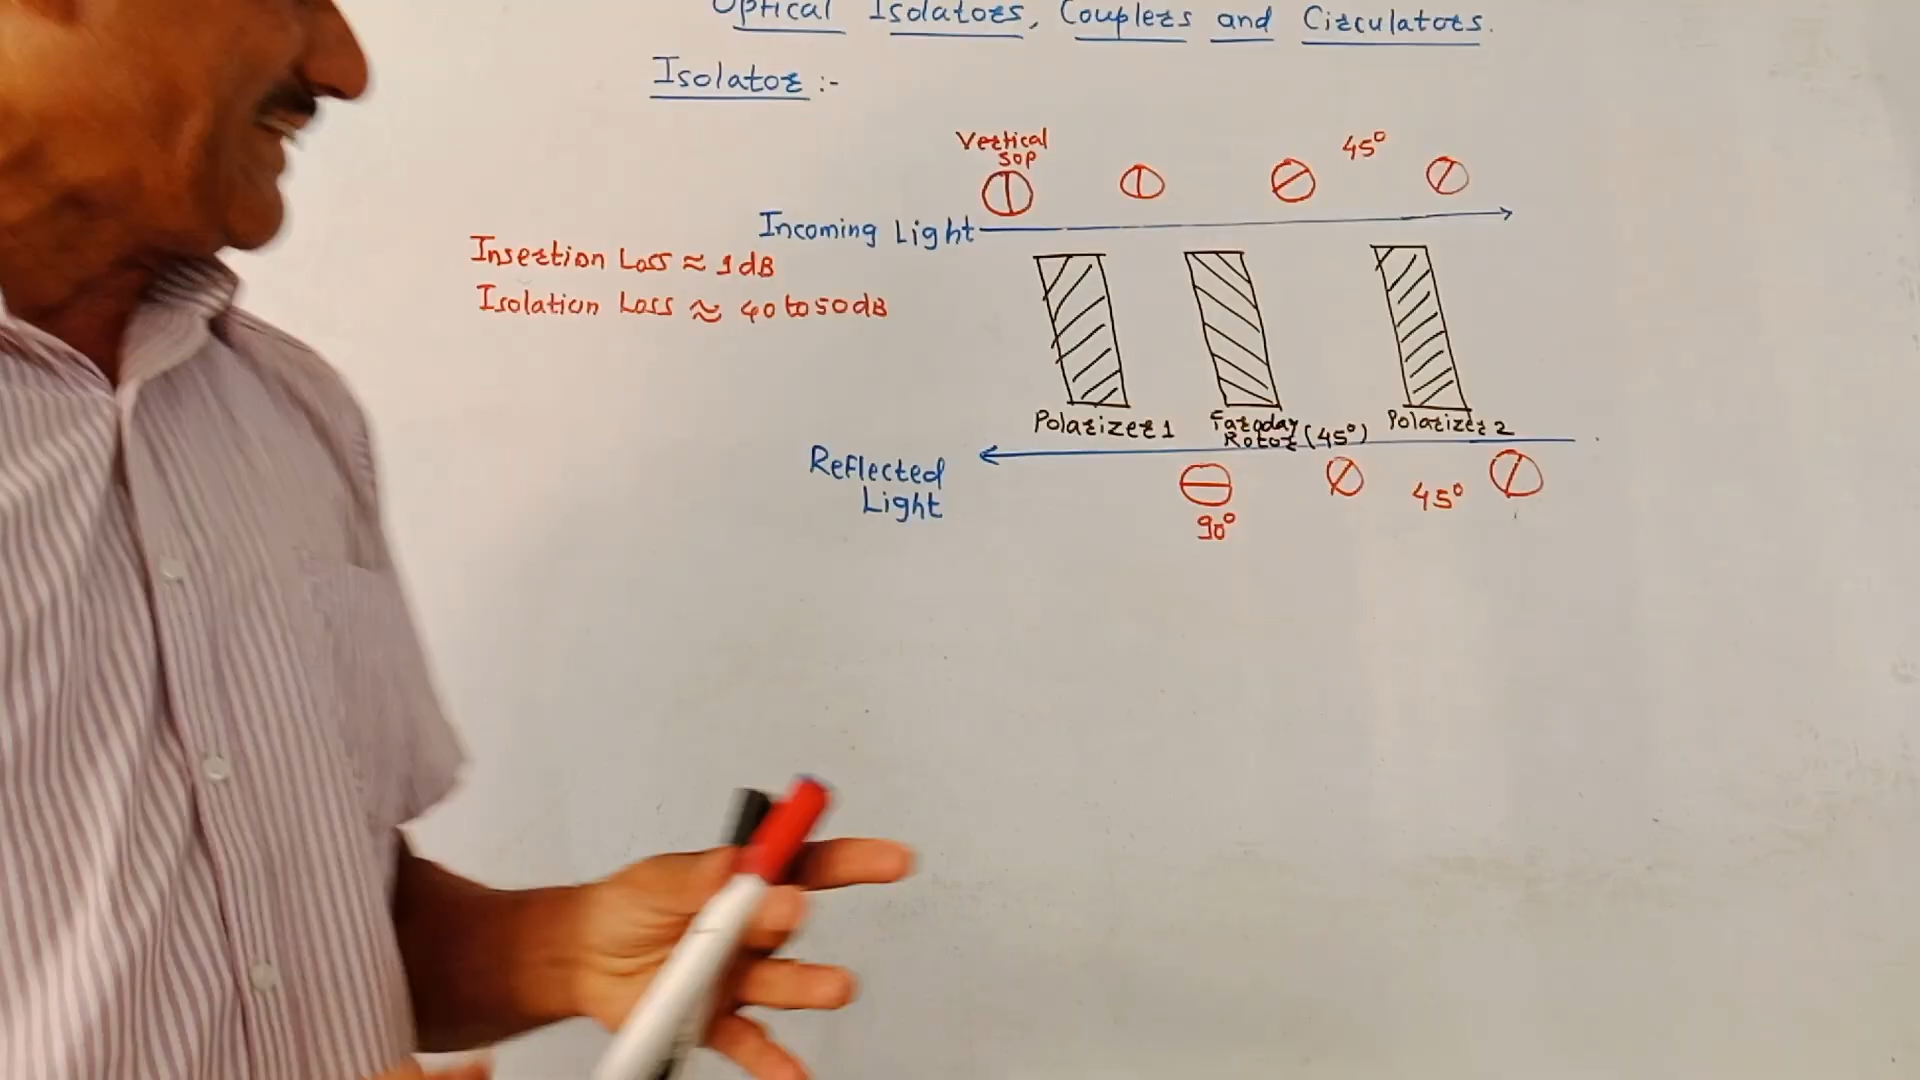 Optical Isolators, Couplers and Circulators.
Isolator :-
Vertical
SOP
45°
Incoming Light
Insertion Loss ≈ 1dB
Isolation Loss ≈ 40 to 50dB
Polarizer 1
Faraday
Rotor (45°)
Polarizer 2
Reflected
Light
45°
90°